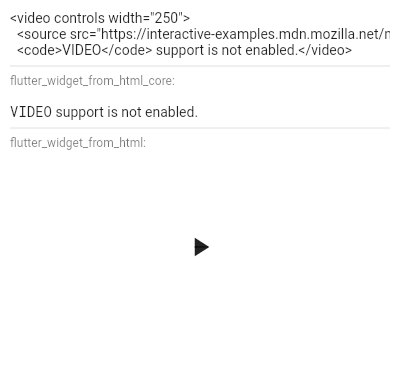 <video controls width="250">
<source src="https://interactive-examples.mdn.mozilla.net/
<code>VIDEO</code> support is not enabled.</video>
flutter_widget_from_html_core:
VIDEO support is not enabled.
flutter_widget_from_html: